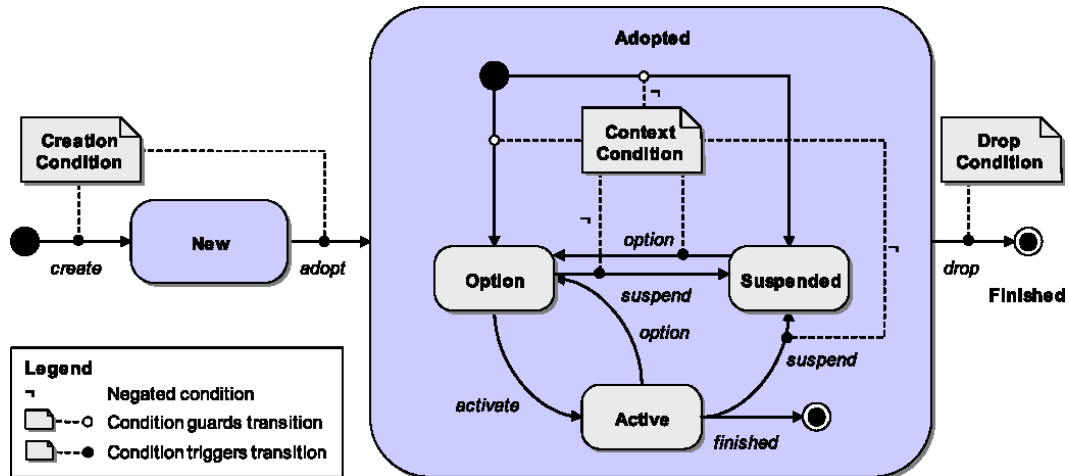 Adopted
Creation
Condition
Context
Condition
Drop
Condition
¬
¬
¬
New
create
adopt
option
Option
Suspended
suspend
option
suspend
drop
Finished
activate
Active
finished
Legend
¬ Negated condition
Condition guards transition
Condition triggers transition